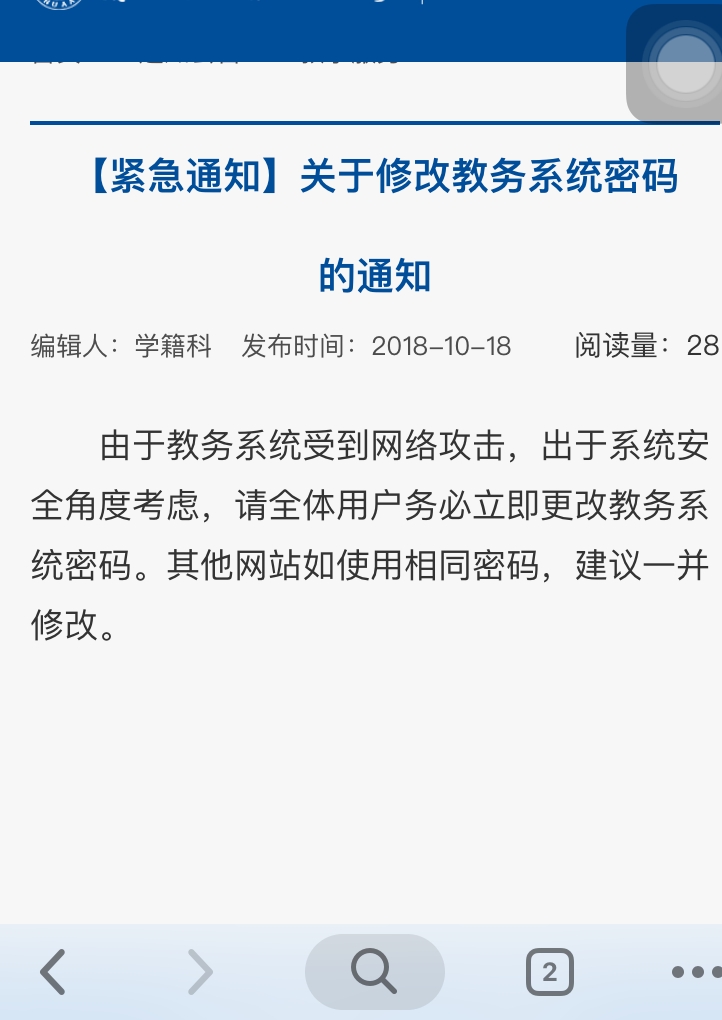 【紧急通知】关于修改教务系统密码
的通知
编辑人：学籍科 发布时间：2018-10-18 阅读量：28
由于教务系统受到网络攻击，出于系统安
全角度考虑，请全体用户务必立即更改教务系
统密码。其他网站如使用相同密码，建议一并
修改。
2